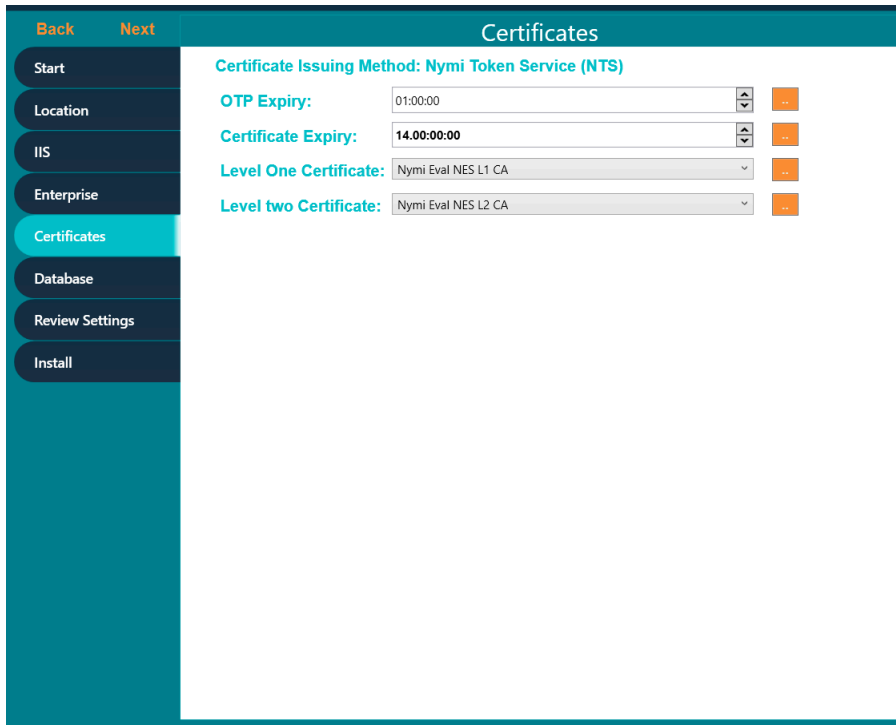 Back Next
Certificates
Start
Location
IIS
Enterprise
Certificates
Database
Review Settings
Install
Certificate Issuing Method: Nymi Token Service (NTS)
OTP Expiry: 01:00:00 ..
Certificate Expiry: 14.00:00:00 ..
Level One Certificate: Nymi Eval NES L1 CA ..
Level two Certificate: Nymi Eval NES L2 CA ..